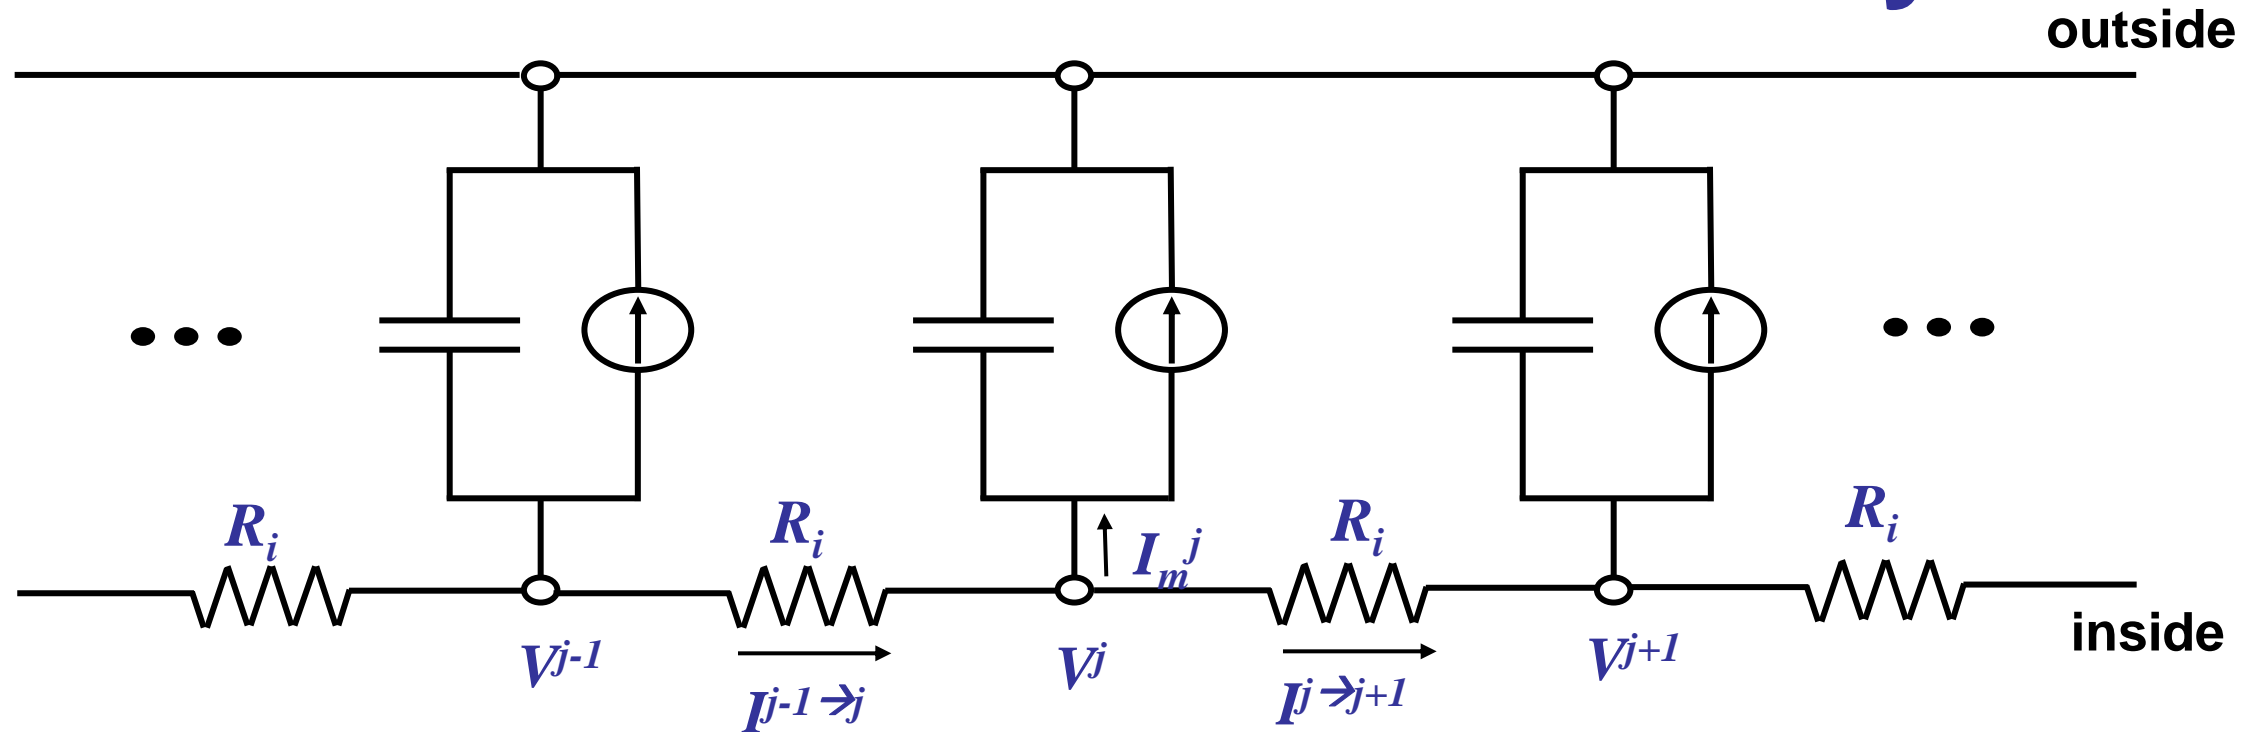 outside
R_i
R_i
I_m^j
R_i
R_i
inside
V^{j-1}
V^j
V^{j+1}
I^{j-1→j}
I^{j→j+1}